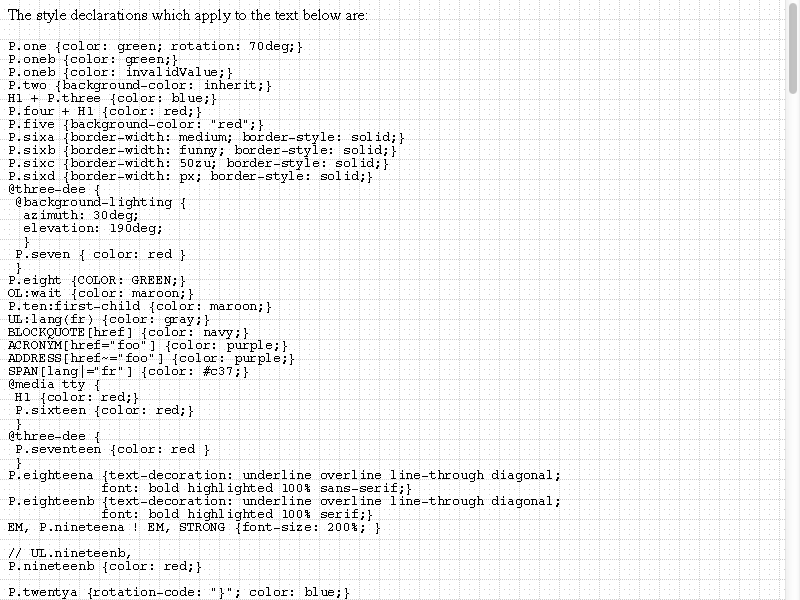 The style declarations which apply to the text below are:
P.one {color: green; rotation: 70deg;}
P.oneb {color: green;}
P.oneb {color: invalidValue;}
P.two {background-color: inherit;}
H1 + P.three {color: blue;}
P.four + H1 {color: red;}
P.five {background-color: "red";}
P.sixa {border-width: medium; border-style: solid;}
P.sixb {border-width: funny; border-style: solid;}
P.sixc {border-width: 50zu; border-style: solid;}
P.sixd {border-width: px; border-style: solid;}
@three-dee {
@background-lighting {
azimuth: 30deg;
elevation: 190deg;
}
P.seven { color: red }
}
P.eight {COLOR: GREEN;}
OL:wait {color: maroon;}
P.ten:first-child {color: maroon;}
UL:lang(fr) {color: gray;}
BLOCKQUOTE[href] {color: navy;}
ACRONYM[href="foo"] {color: purple;}
ADDRESS[href~="foo"] {color: purple;}
SPAN[lang|="fr"] {color: #c37;}
@media tty {
H1 {color: red;}
P.sixteen {color: red;}
}
@three-dee {
P.seventeen {color: red }
}
P.eighteena {text-decoration: underline overline line-through diagonal;
font: bold highlighted 100% sans-serif;}
P.eighteenb {text-decoration: underline overline line-through diagonal;
font: bold highlighted 100% serif;}
EM, P.nineteena ! EM, STRONG {font-size: 200%; }
// UL.nineteenb,
P.nineteenb {color: red;}
P.twentya {rotation-code: "}"; color: blue;}